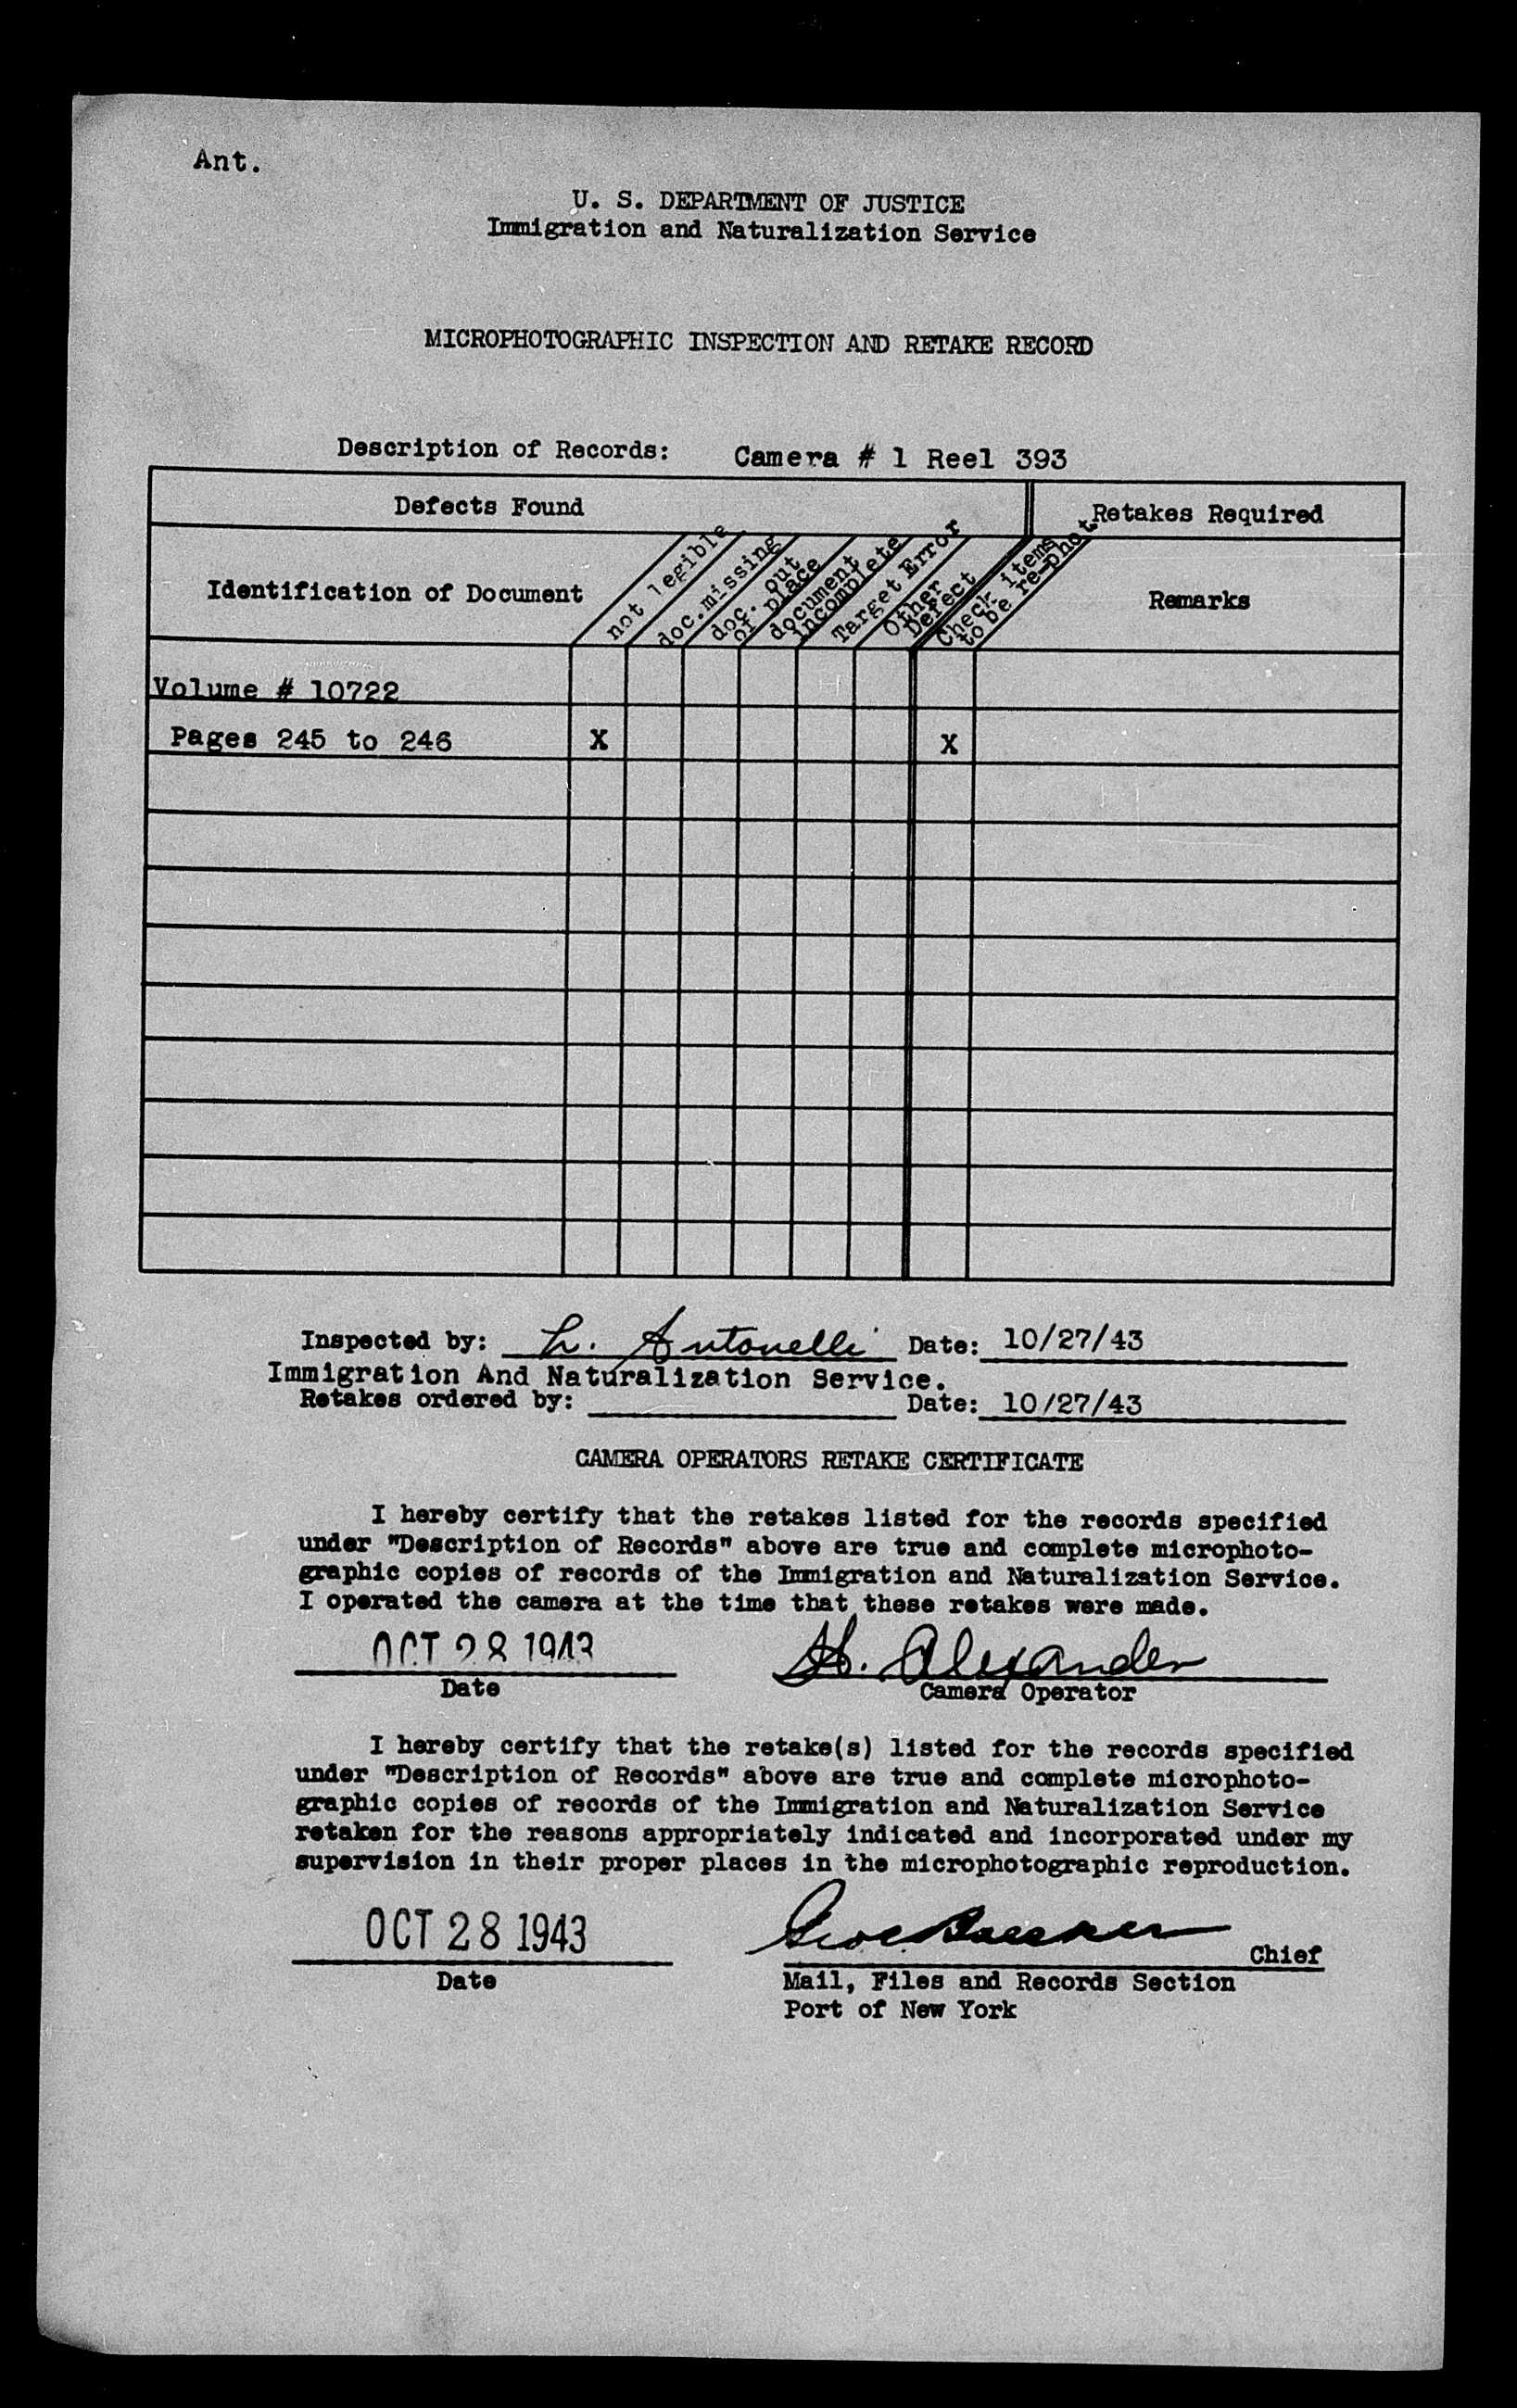 Ant.
U. S. DEPARTMENT OF JUSTICE
Immigration and Naturalization Service
MICROPHOTOGRAPHIC INSPECTION AND RETAKE RECORD
Description of Records: Camera # 1 Reel 393
Defects Found
Retakes Required
Identification of Document
not legible
doc.missing
doc. out
of place
document
incomplete
Target Error
Other
Defect
Check items
to be re-phot.
Remarks
Volume # 10722
Pages 245 to 246 X X
Inspected by: L. Antonelli Date: 10/27/43
Immigration And Naturalization Service.
Retakes ordered by: Date: 10/27/43
CAMERA OPERATORS RETAKE CERTIFICATE
I hereby certify that the retakes listed for the records specified
under "Description of Records" above are true and complete microphoto-
graphic copies of records of the Immigration and Naturalization Service.
I operated the camera at the time that these retakes were made.
OCT 28 1943 H. Alexander
Date Camera Operator
I hereby certify that the retake(s) listed for the records specified
under "Description of Records" above are true and complete microphoto-
graphic copies of records of the Immigration and Naturalization Service
retaken for the reasons appropriately indicated and incorporated under my
supervision in their proper places in the microphotographic reproduction.
OCT 28 1943 Chief
Date Mail, Files and Records Section
Port of New York